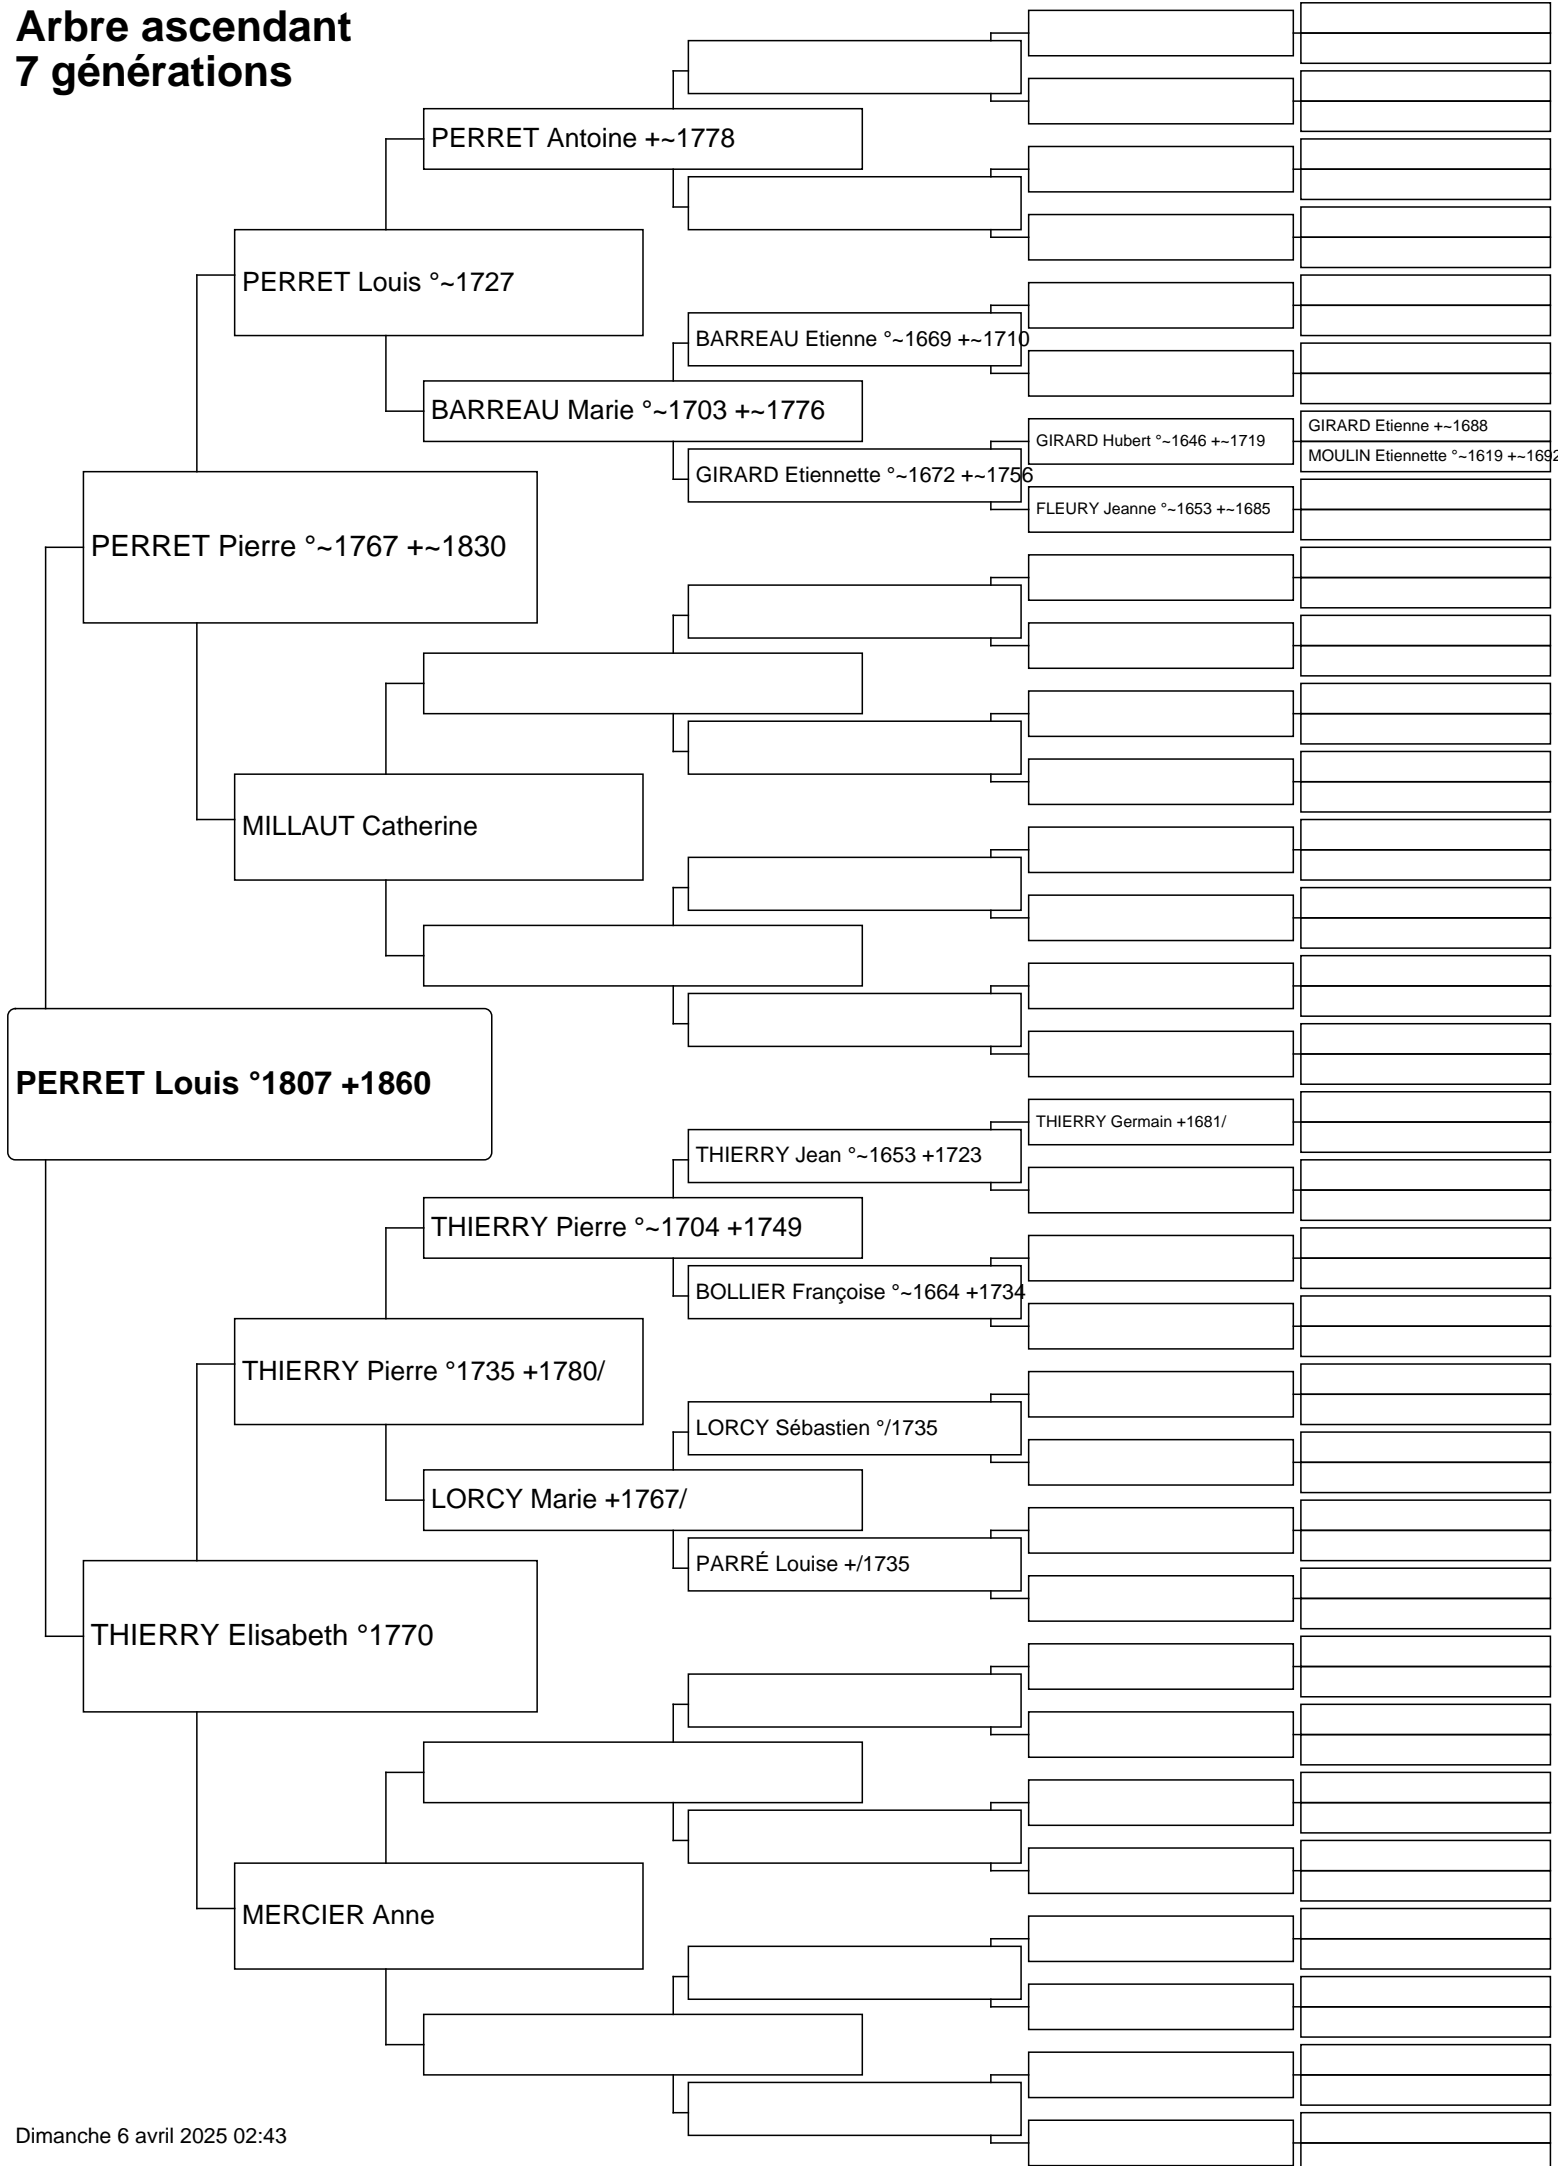 Arbre ascendant
7 générations
PERRET Antoine +~1778
PERRET Louis °~1727
BARREAU Etienne °~1669 +~1710
BARREAU Marie °~1703 +~1776
GIRARD Etienne +~1688
GIRARD Hubert °~1646 +~1719
MOULIN Etiennette °~1619 +~1692
GIRARD Etiennette °~1672 +~1756
FLEURY Jeanne °~1653 +~1685
PERRET Pierre °~1767 +~1830
MILLAUT Catherine
PERRET Louis °1807 +1860
THIERRY Germain +1681/
THIERRY Jean °~1653 +1723
THIERRY Pierre °~1704 +1749
BOLLIER Françoise °~1664 +1734
THIERRY Pierre °1735 +1780/
LORCY Sébastien °/1735
LORCY Marie +1767/
PARRÉ Louise +/1735
THIERRY Elisabeth °1770
MERCIER Anne
Dimanche 6 avril 2025 02:43